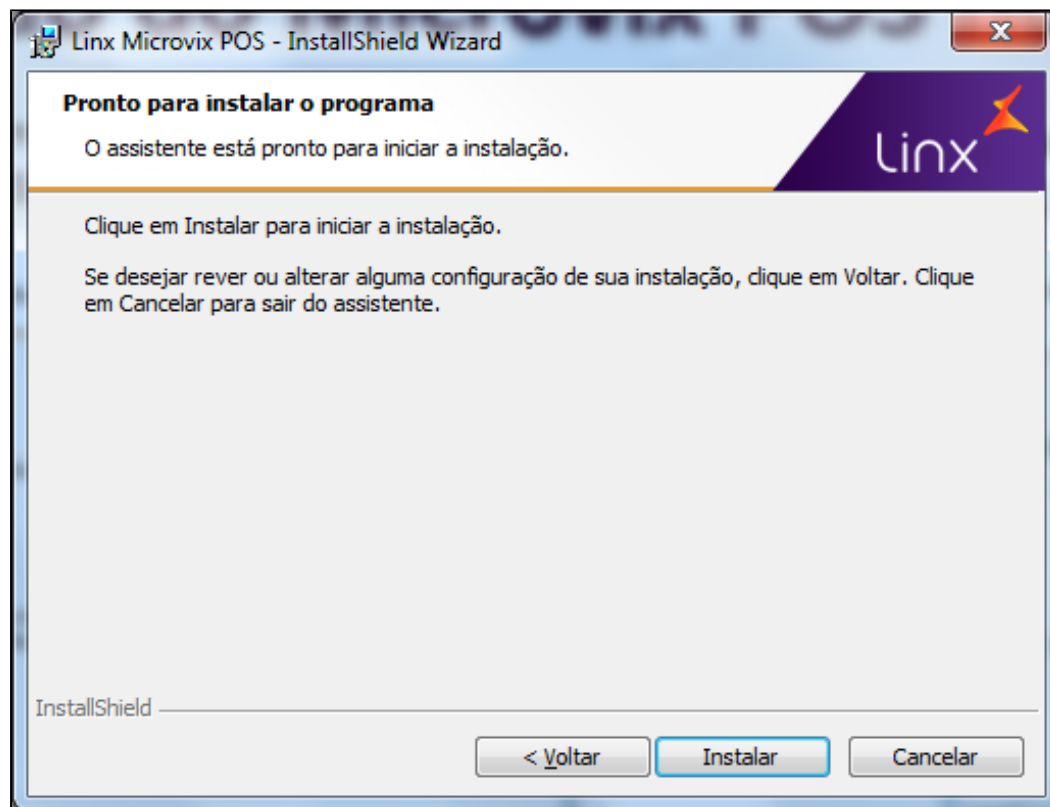 Linx Microvix POS - InstallShield Wizard
Pronto para instalar o programa
O assistente está pronto para iniciar a instalação.
Linx
Clique em Instalar para iniciar a instalação.
Se desejar rever ou alterar alguma configuração de sua instalação, clique em Voltar. Clique
em Cancelar para sair do assistente.
InstallShield
< Voltar
Instalar
Cancelar